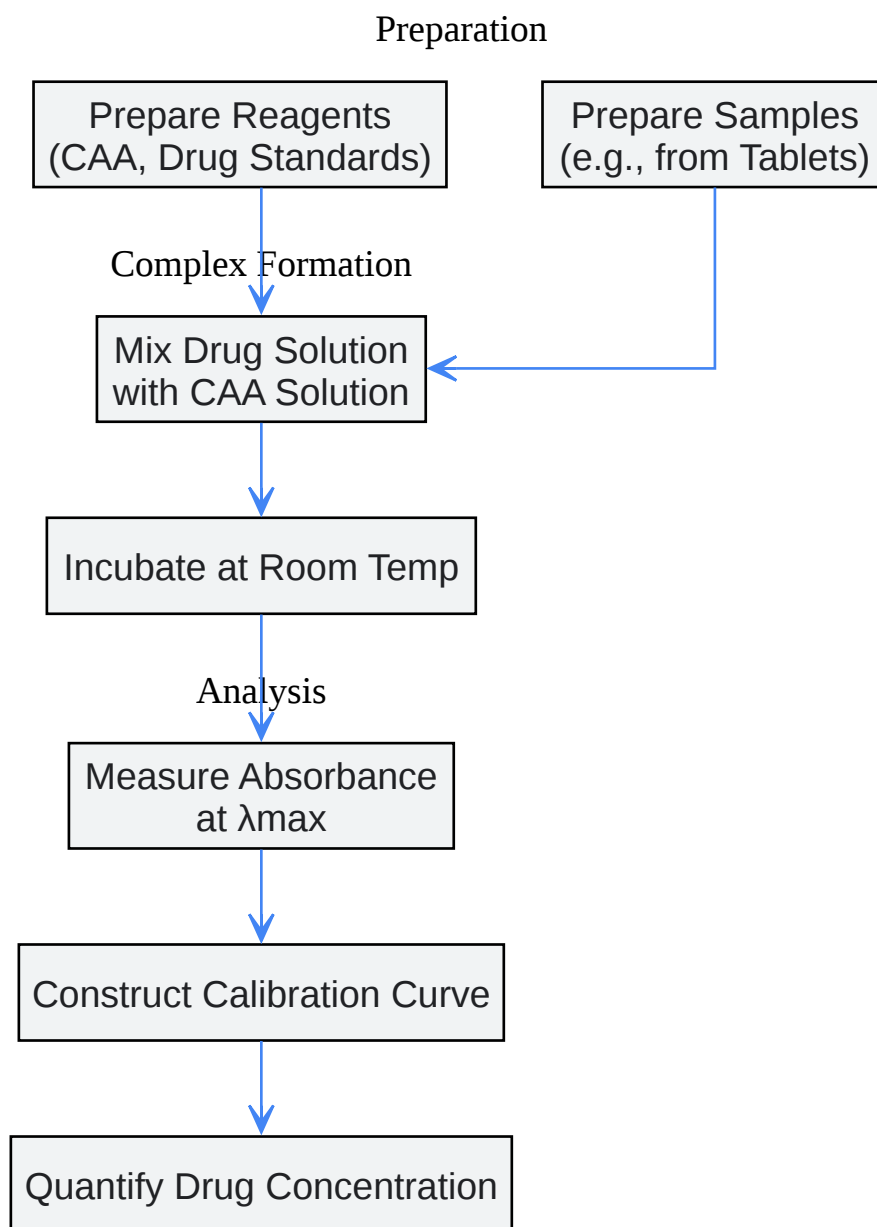 Preparation
Prepare Reagents
(CAA, Drug Standards)
Prepare Samples
(e.g., from Tablets)
Complex Formation
Mix Drug Solution
with CAA Solution
Incubate at Room Temp
Analysis
Measure Absorbance
at λmax
Construct Calibration Curve
Quantify Drug Concentration